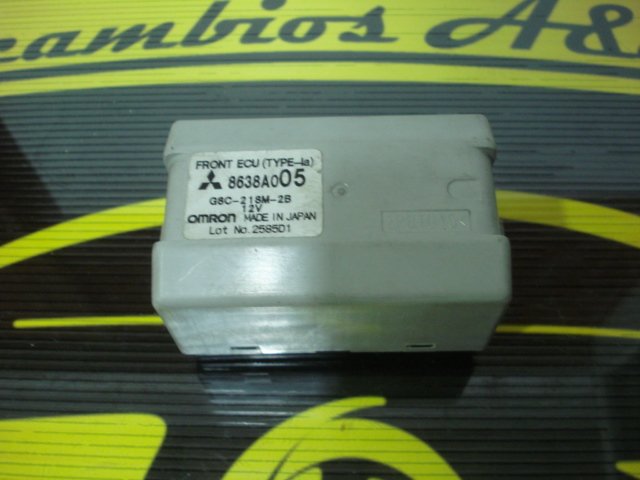 ecambios A&
FRONT ECU (TYPE-Ia)
8638A005
G8C-218M-2B
12V
OMRON MADE IN JAPAN
Lot No. 2585D1